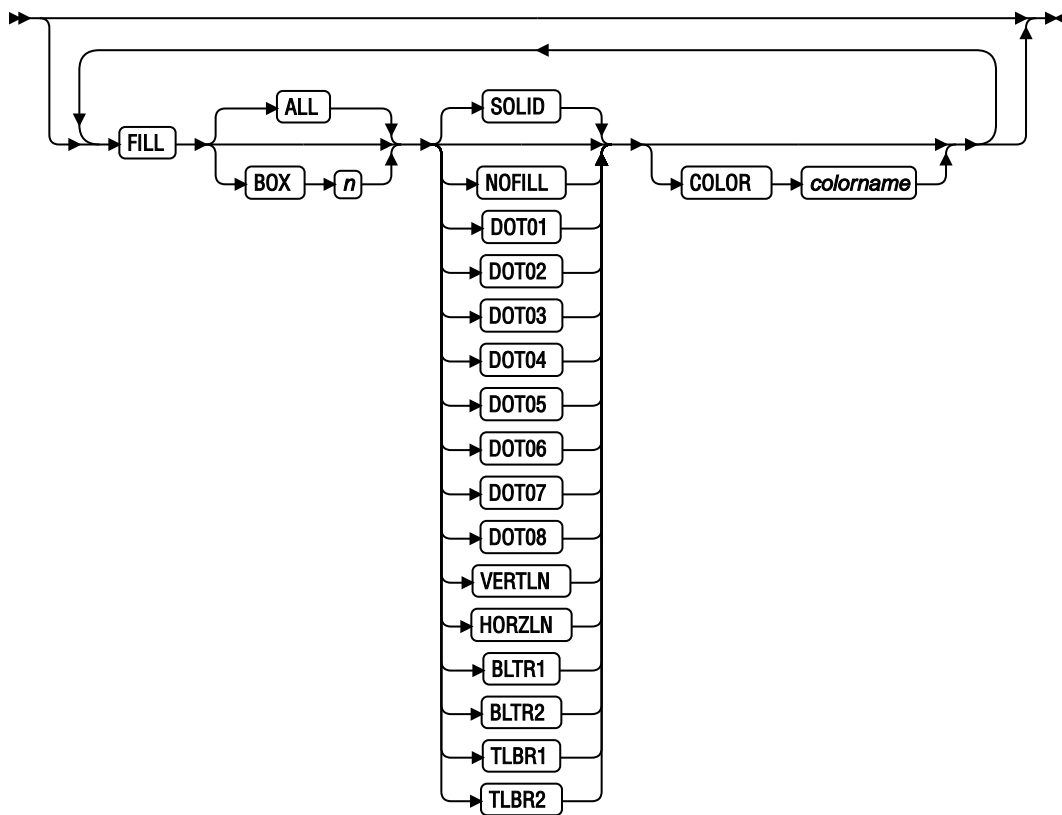 ALL
SOLID
FILL
BOX n
NOFILL
COLOR colorname
DOT01
DOT02
DOT03
DOT04
DOT05
DOT06
DOT07
DOT08
VERTLN
HORZLN
BLTR1
BLTR2
TLBR1
TLBR2